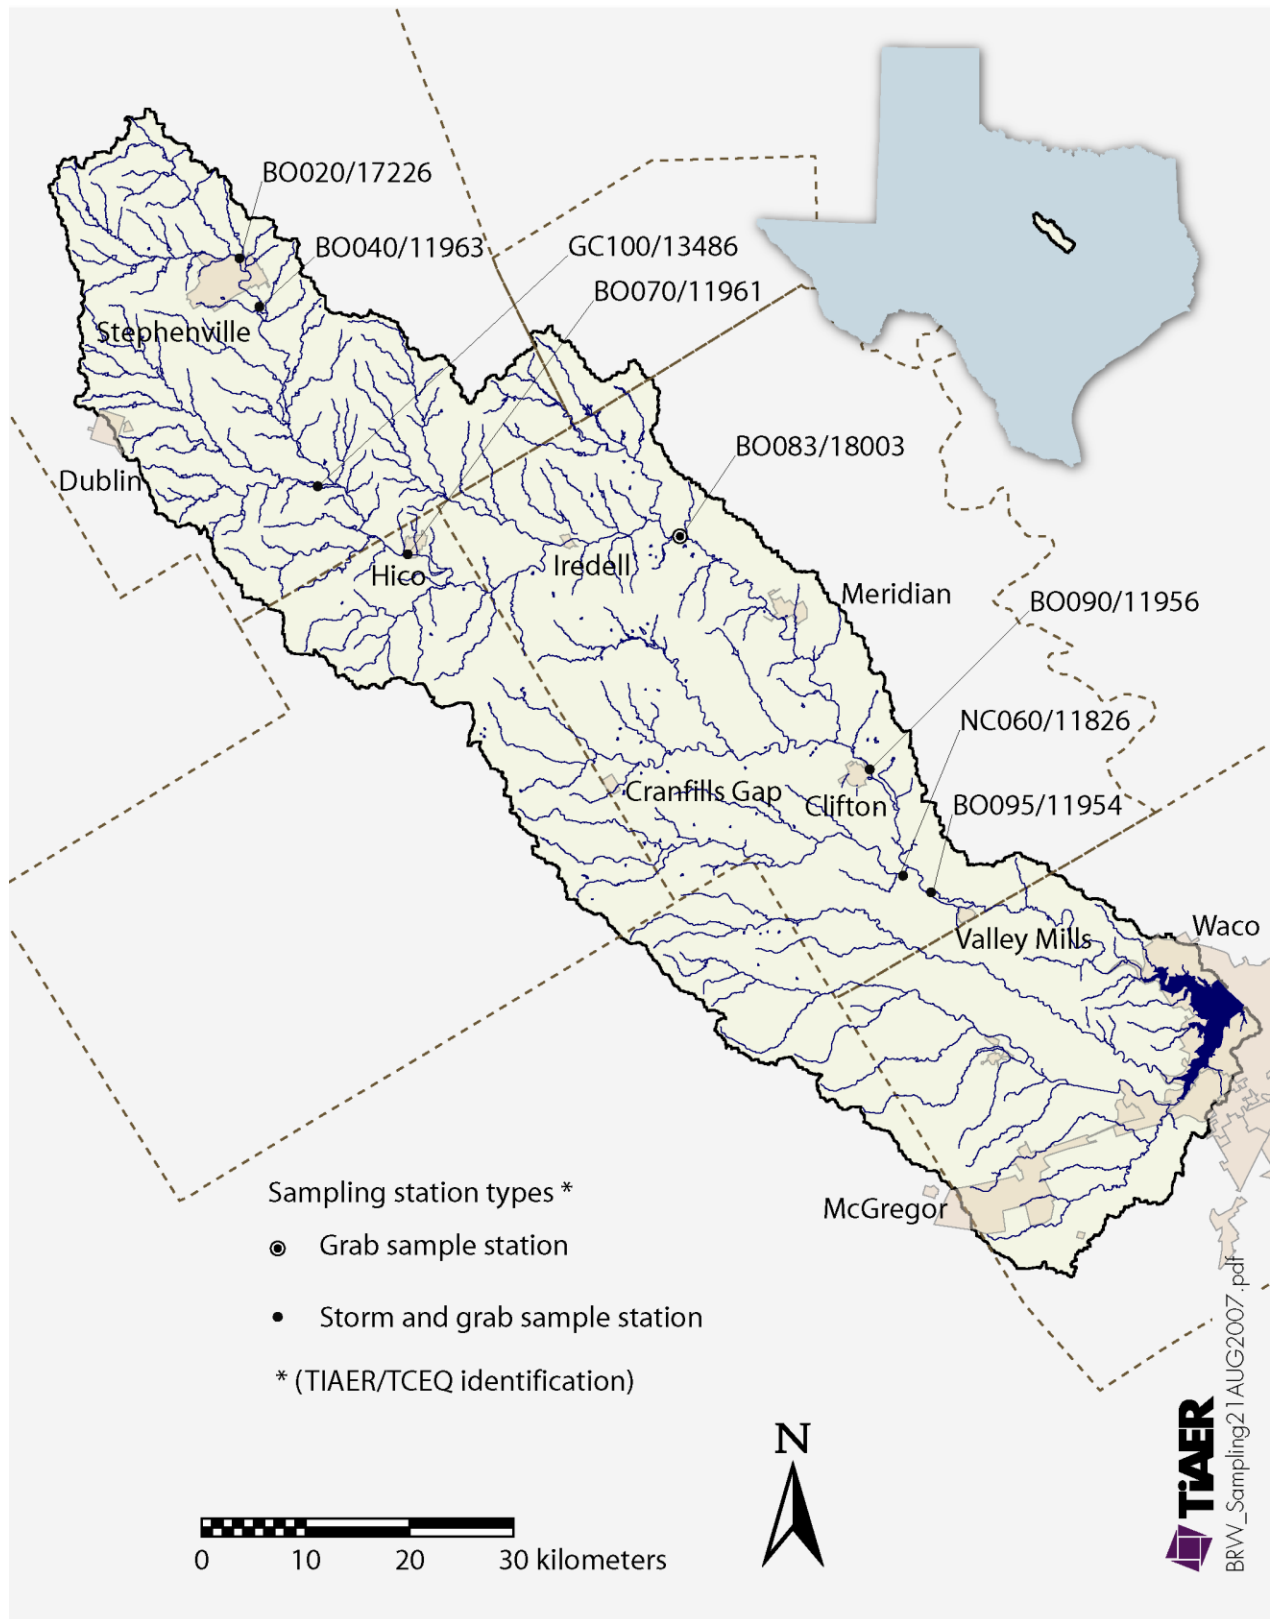 BO020/17226
BO040/11963
GC100/13486
BO070/11961
Stephenville
BO083/18003
Dublin
Iredell
Hico
Meridian
BO090/11956
NC060/11826
Cranfills Gap
Clifton
BO095/11954
Waco
Valley Mills
McGregor
Sampling station types *
Grab sample station
Storm and grab sample station
* (TIAER/TCEQ identification)
N
0 10 20 30 kilometers
TiAER
BRW_Sampling21AUG2007.pdf